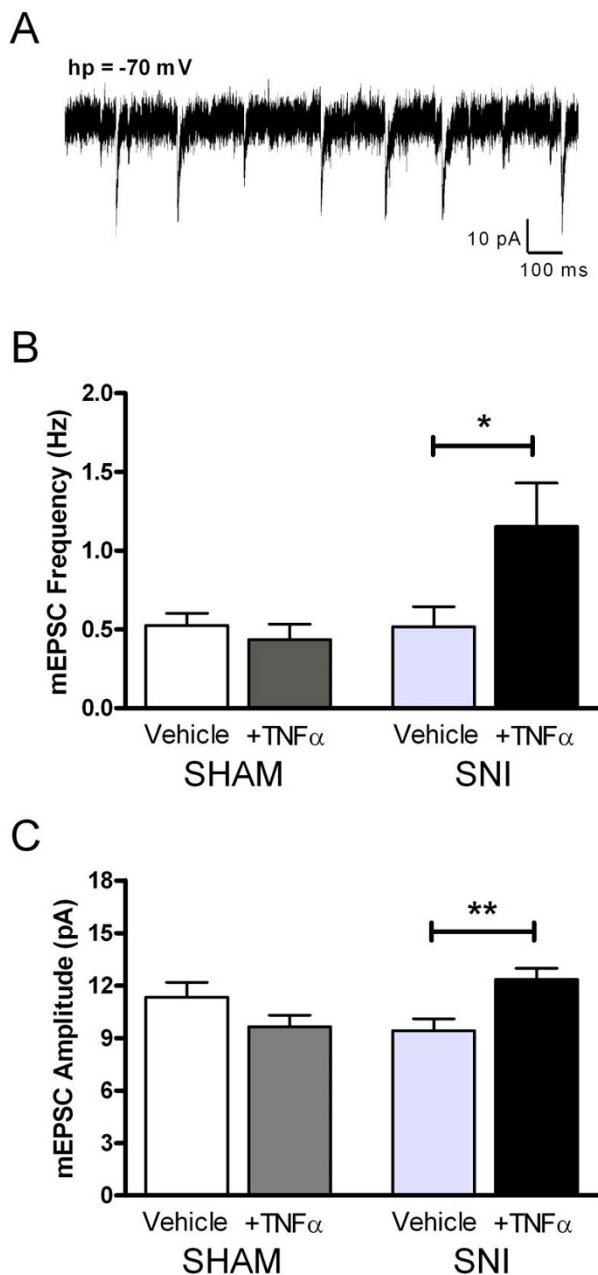 A
hp = -70 mV
10 pA
100 ms
B
mEPSC Frequency (Hz)
2.0
1.5
1.0
0.5
0.0
*
Vehicle +TNFα Vehicle +TNFα
SHAM SNI
C
mEPSC Amplitude (pA)
18
15
12
9
6
3
0
**
Vehicle +TNFα Vehicle +TNFα
SHAM SNI